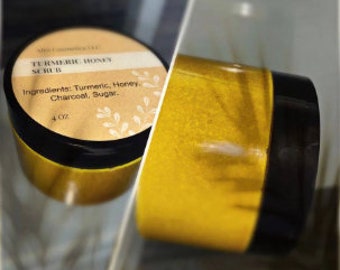 TURMERIC HONEY
SCRUB
Ingredients: Turmeric, Honey,
Charcoal, Sugar.
4 OZ